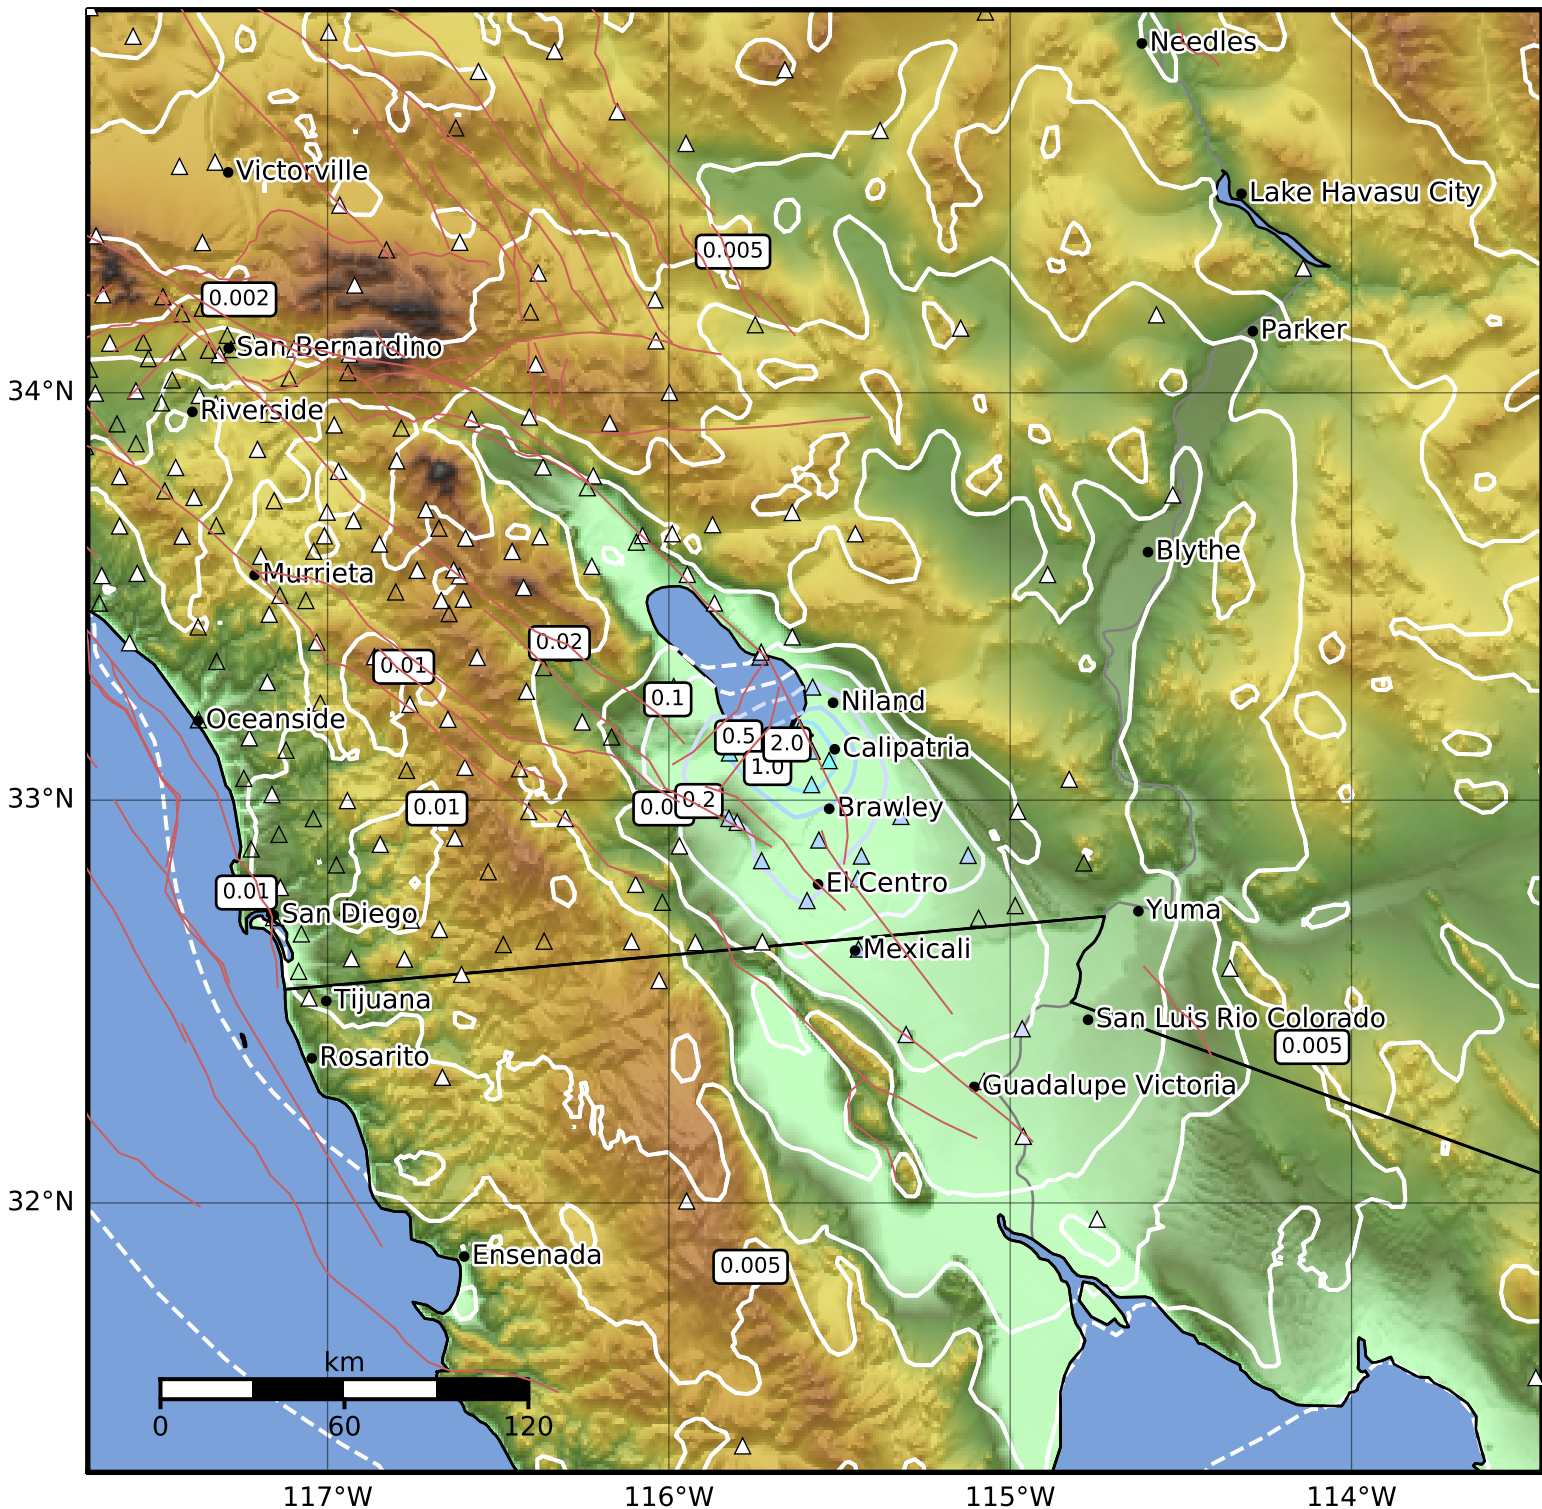 Needles
Victorville
Lake Havasu City
0.005
0.002
San Bernardino
Parker
34°N
Riverside
Blythe
Murrieta
0.02
0.01
0.1
Niland
Oceanside
0.5
2.0
Calipatria
1.0
33°N
0.01
0.0
0.2
Brawley
0.01
El Centro
San Diego
Yuma
Mexicali
Tijuana
San Luis Rio Colorado
0.005
Rosarito
Guadalupe Victoria
32°N
Ensenada
0.005
km
0 60 120
117°W 116°W 115°W 114°W